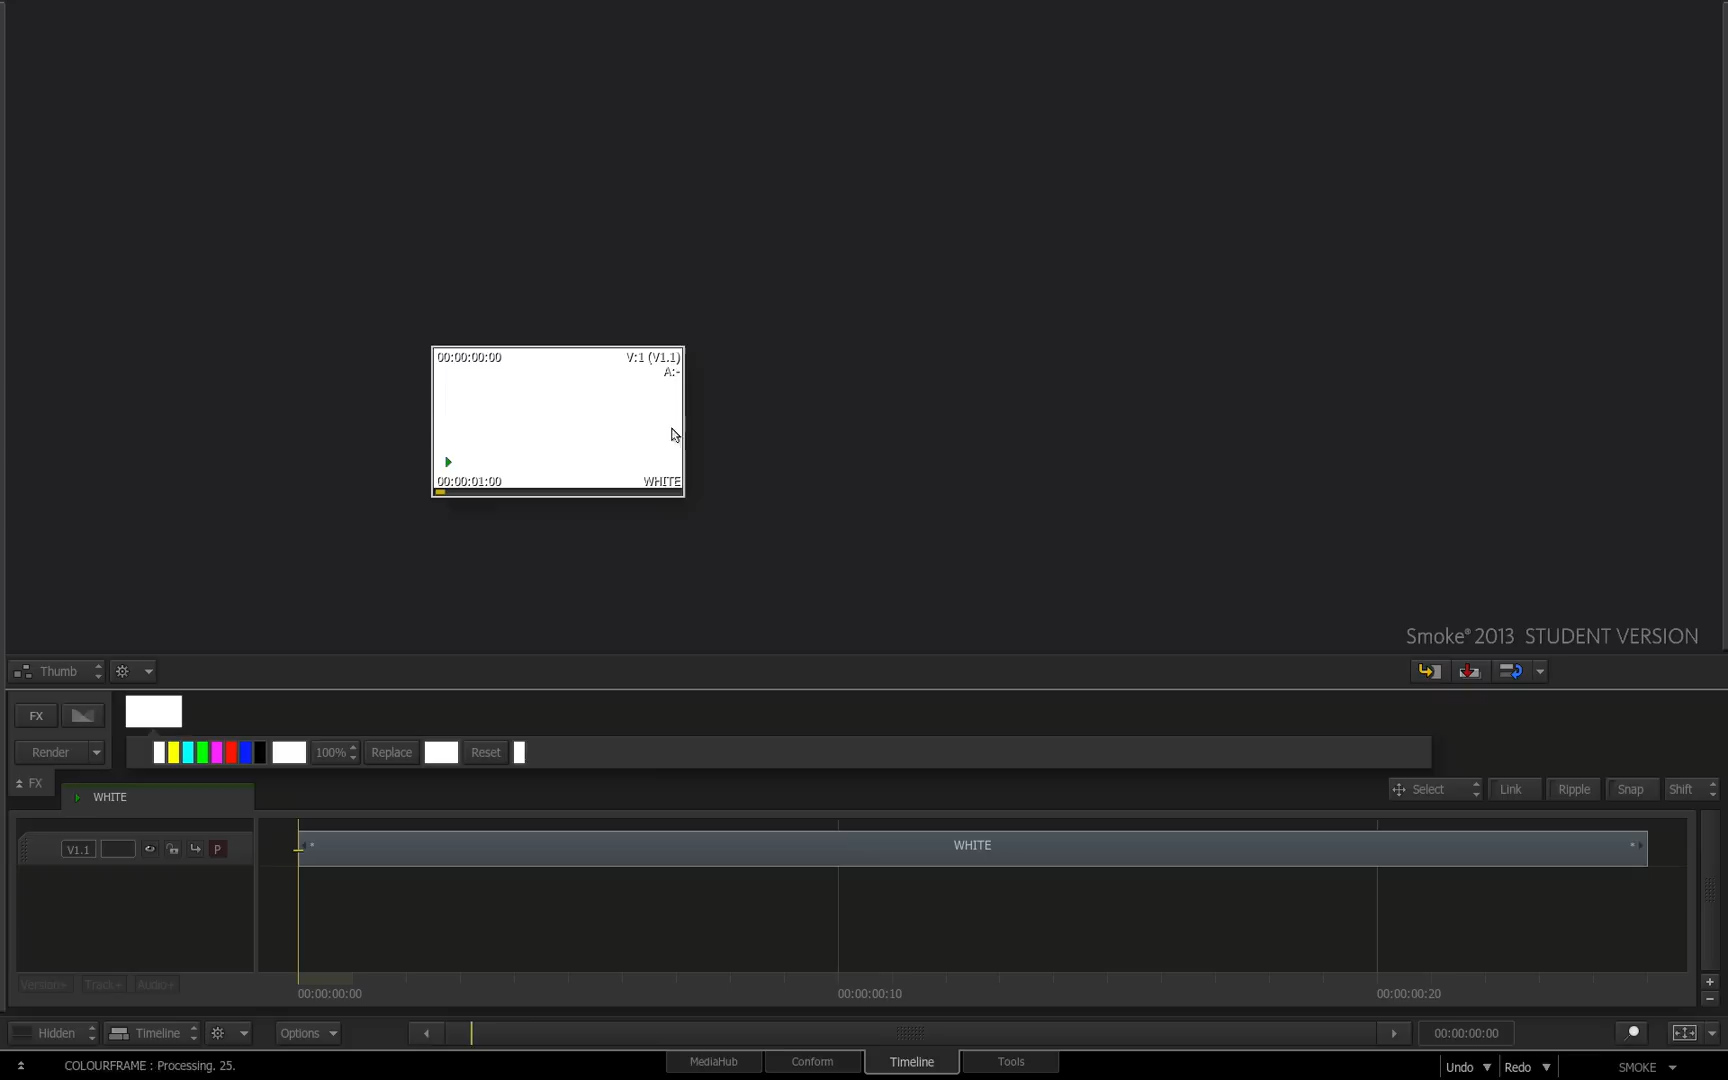 00:00:00:00 V:1 (V1.1)
A:-
00:00:01:00 WHITE
Smoke® 2013 STUDENT VERSION
Thumb
FX
Render 100% Replace Reset
FX
WHITE Select Link Ripple Snap Shift
V1.1 P WHITE
Version+ Track+ Audio+
00:00:00:00 00:00:00:10 00:00:00:20
Hidden Timeline Options 00:00:00:00
COLOURFRAME : Processing. 25. MediaHub Conform Timeline Tools Undo Redo SMOKE